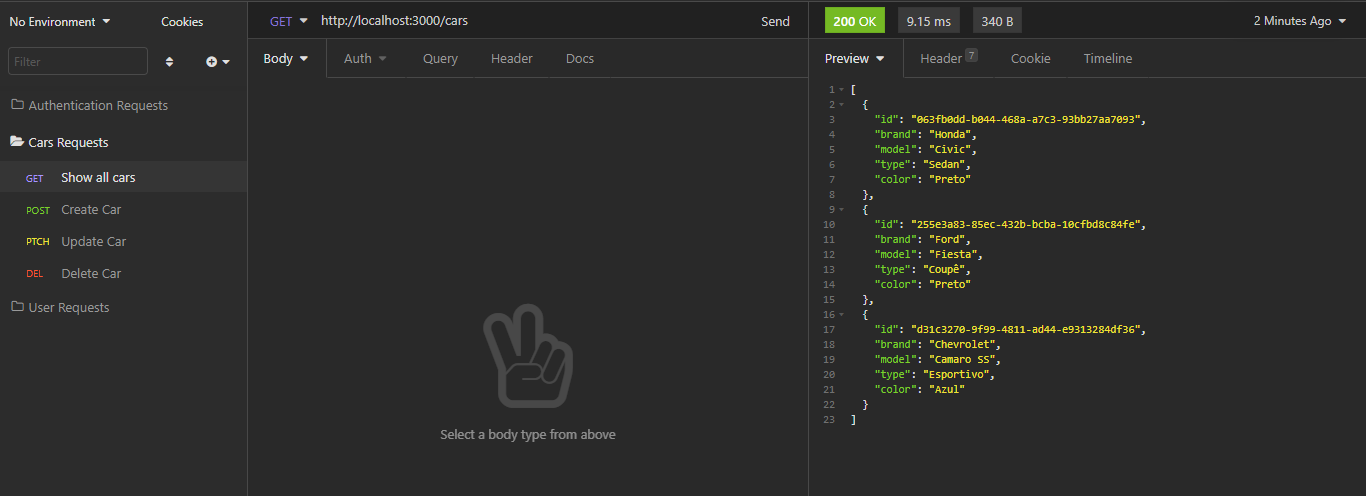 No Environment
Cookies
GET
http://localhost:3000/cars
Send
200 OK
9.15 ms
340 B
2 Minutes Ago
Filter
Body
Auth
Query
Header
Docs
Preview
Header 7
Cookie
Timeline
Authentication Requests
Cars Requests
GET Show all cars
POST Create Car
PTCH Update Car
DEL Delete Car
User Requests
Select a body type from above
1 [
2 {
3 "id": "063fb0dd-b044-468a-a7c3-93bb27aa7093",
4 "brand": "Honda",
5 "model": "Civic",
6 "type": "Sedan",
7 "color": "Preto"
8 },
9 {
10 "id": "255e3a83-85ec-432b-bcba-10cfbd8c84fe",
11 "brand": "Ford",
12 "model": "Fiesta",
13 "type": "Coupê",
14 "color": "Preto"
15 },
16 {
17 "id": "d31c3270-9f99-4811-ad44-e9313284df36",
18 "brand": "Chevrolet",
19 "model": "Camaro SS",
20 "type": "Esportivo",
21 "color": "Azul"
22 }
23 ]